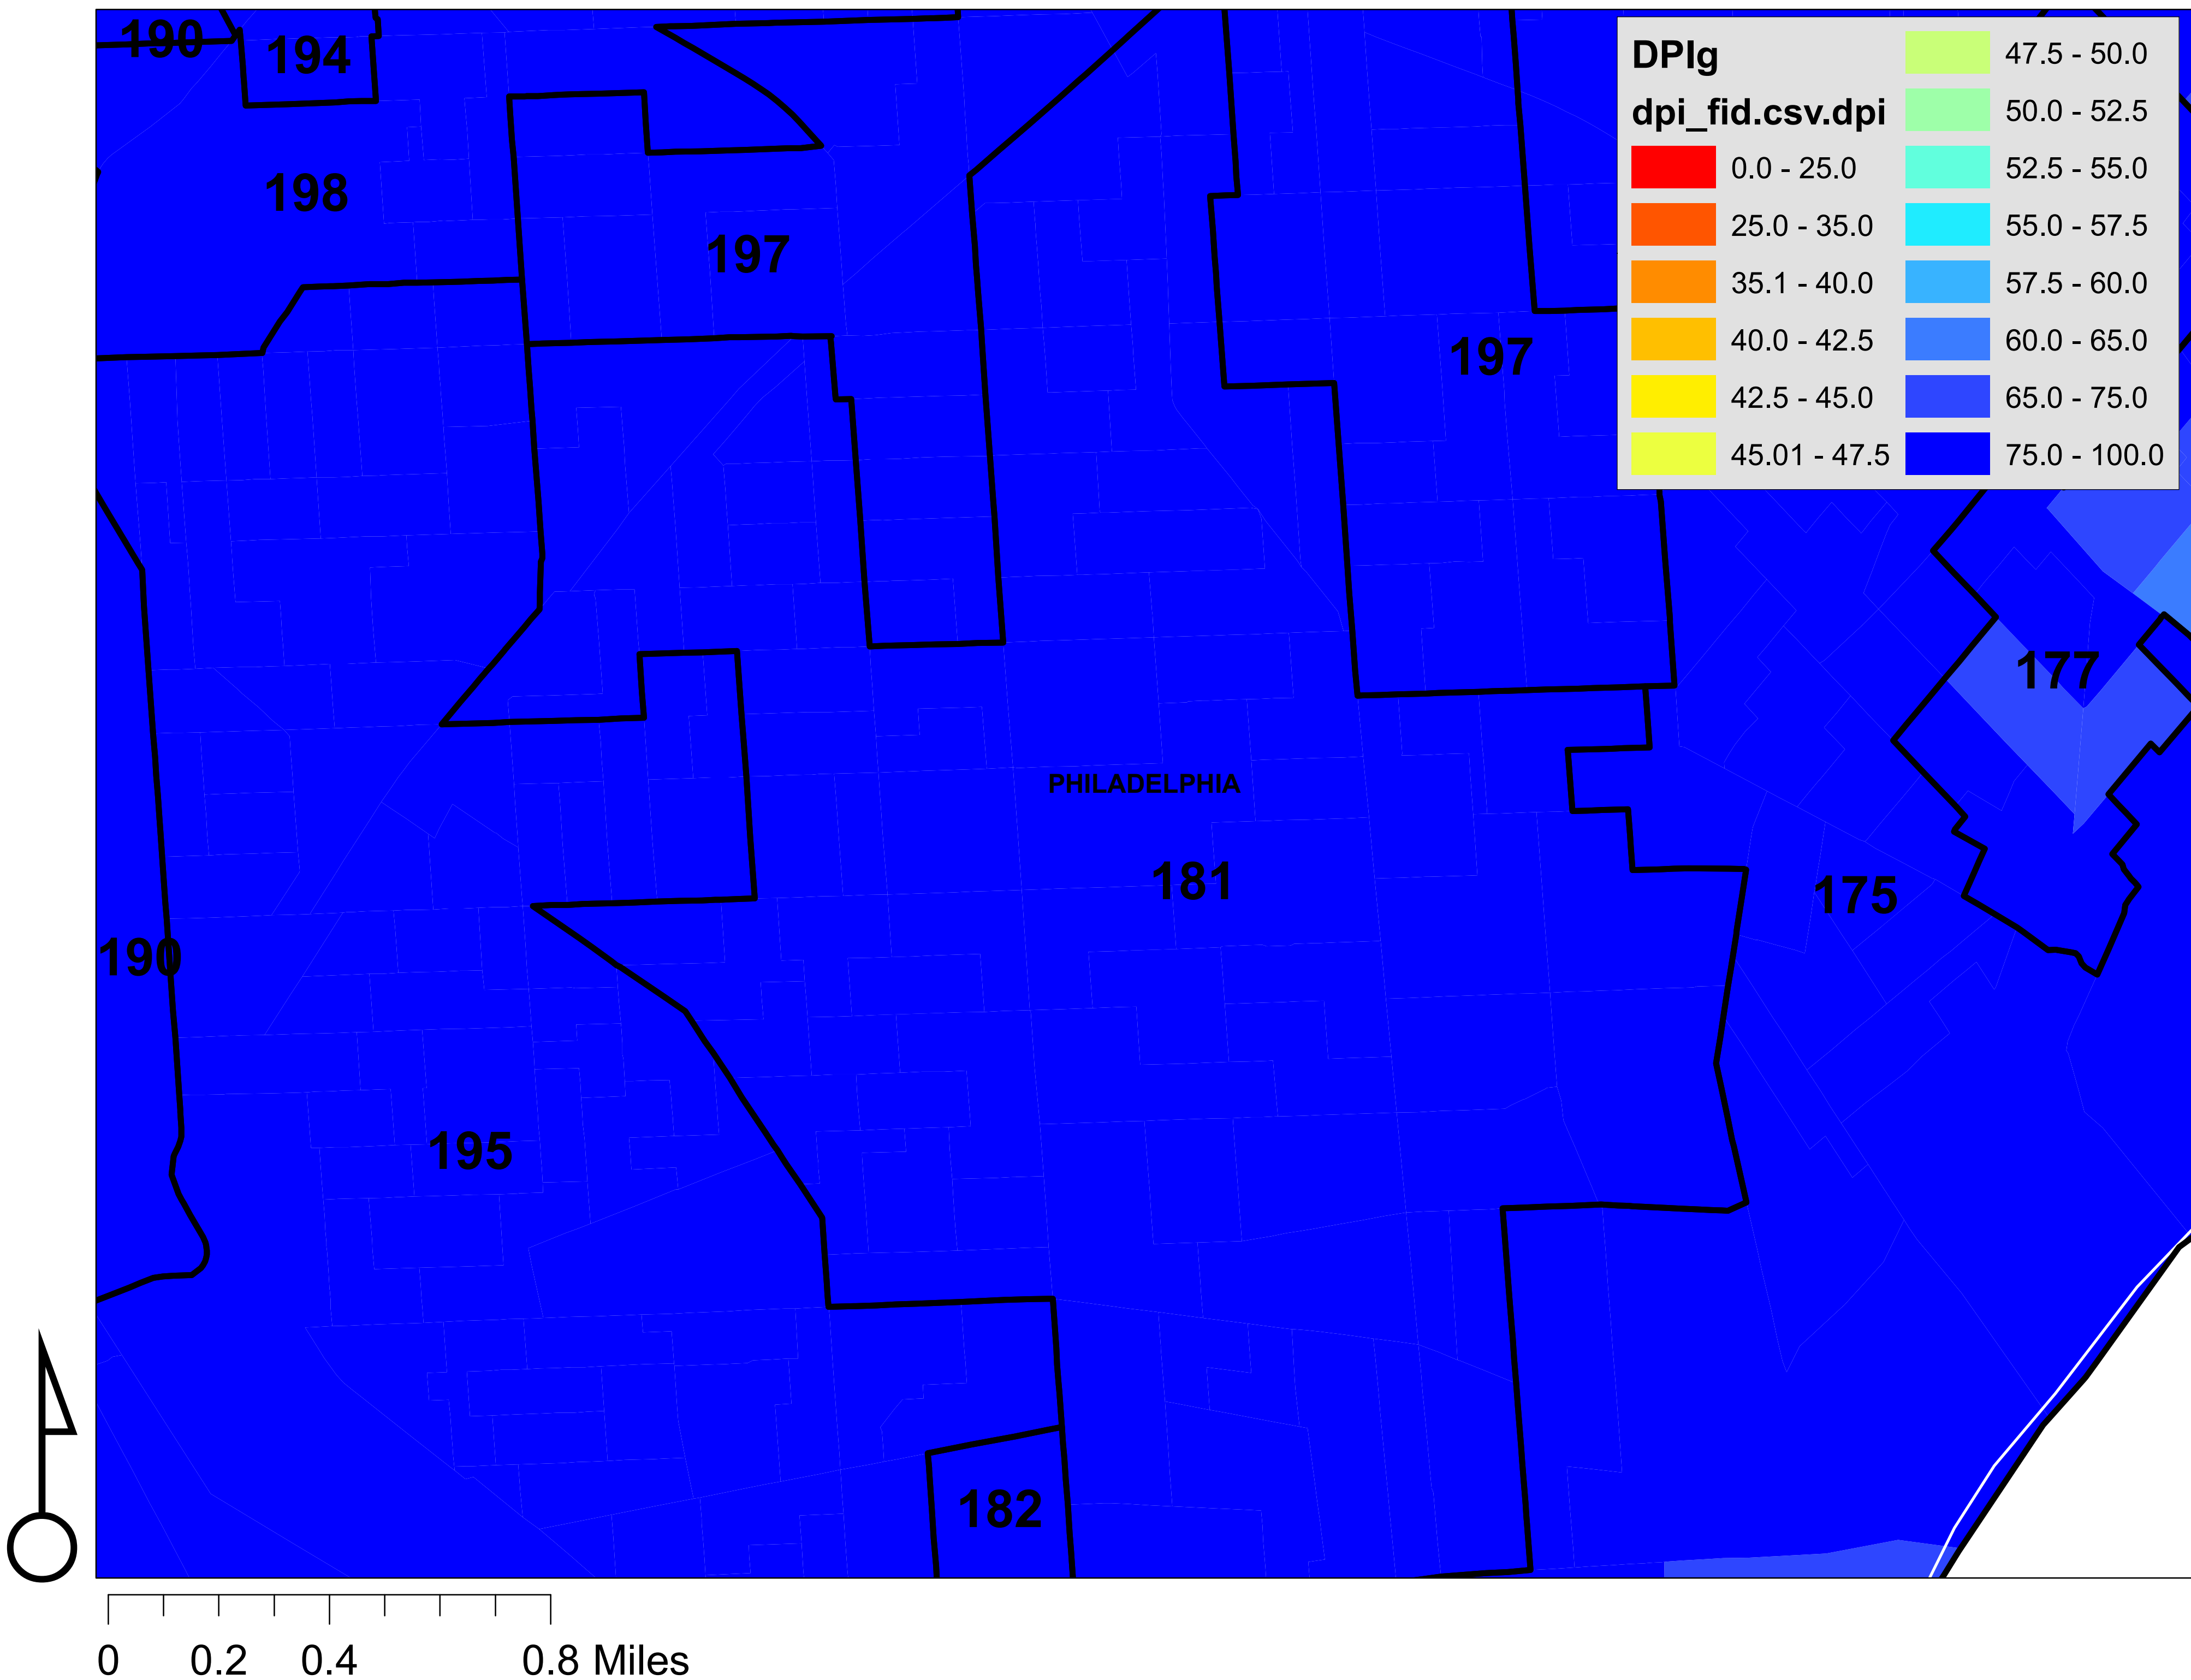 190
194
198
197
197
177
PHILADELPHIA
181
175
190
195
182
DPIg
dpi_fid.csv.dpi
0.0 - 25.0
25.0 - 35.0
35.1 - 40.0
40.0 - 42.5
42.5 - 45.0
45.01 - 47.5
47.5 - 50.0
50.0 - 52.5
52.5 - 55.0
55.0 - 57.5
57.5 - 60.0
60.0 - 65.0
65.0 - 75.0
75.0 - 100.0
0 0.2 0.4 0.8 Miles